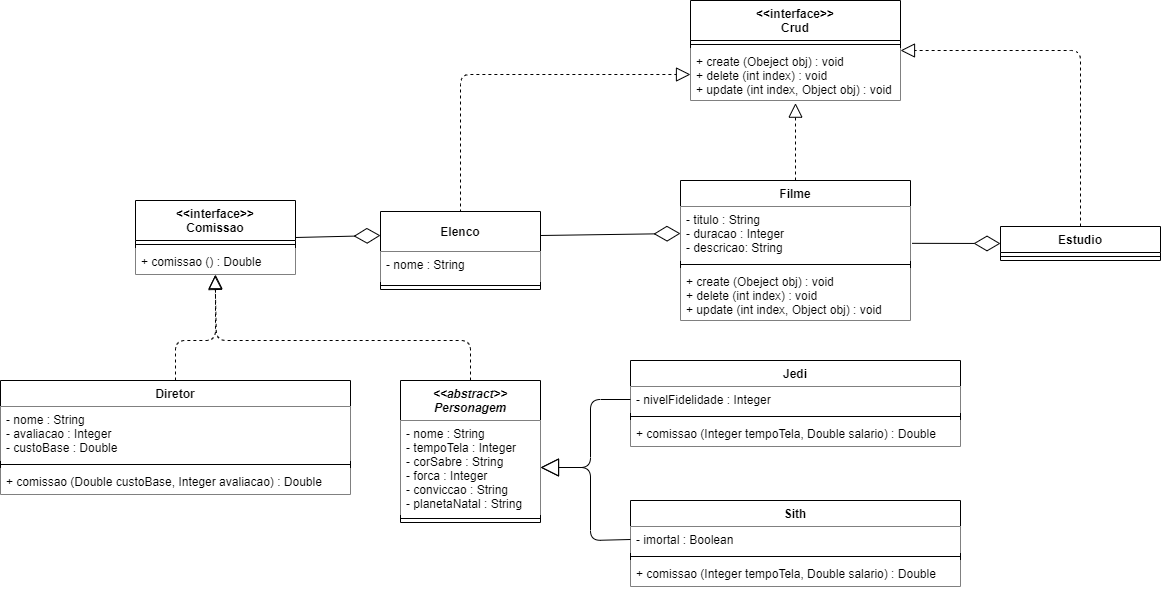 <<interface>>
Crud
+ create (Obeject obj) : void
+ delete (int index) : void
+ update (int index, Object obj) : void
Filme
- titulo : String
- duracao : Integer
- descricao: String
+ create (Obeject obj) : void
+ delete (int index) : void
+ update (int index, Object obj) : void
<<interface>>
Comissao
+ comissao () : Double
Elenco
- nome : String
Estudio
Diretor
- nome : String
- avaliacao : Integer
- custoBase : Double
+ comissao (Double custoBase, Integer avaliacao) : Double
<<abstract>>
Personagem
- nome : String
- tempoTela : Integer
- corSabre : String
- forca : Integer
- conviccao : String
- planetaNatal : String
Jedi
- nivelFidelidade : Integer
+ comissao (Integer tempoTela, Double salario) : Double
Sith
- imortal : Boolean
+ comissao (Integer tempoTela, Double salario) : Double